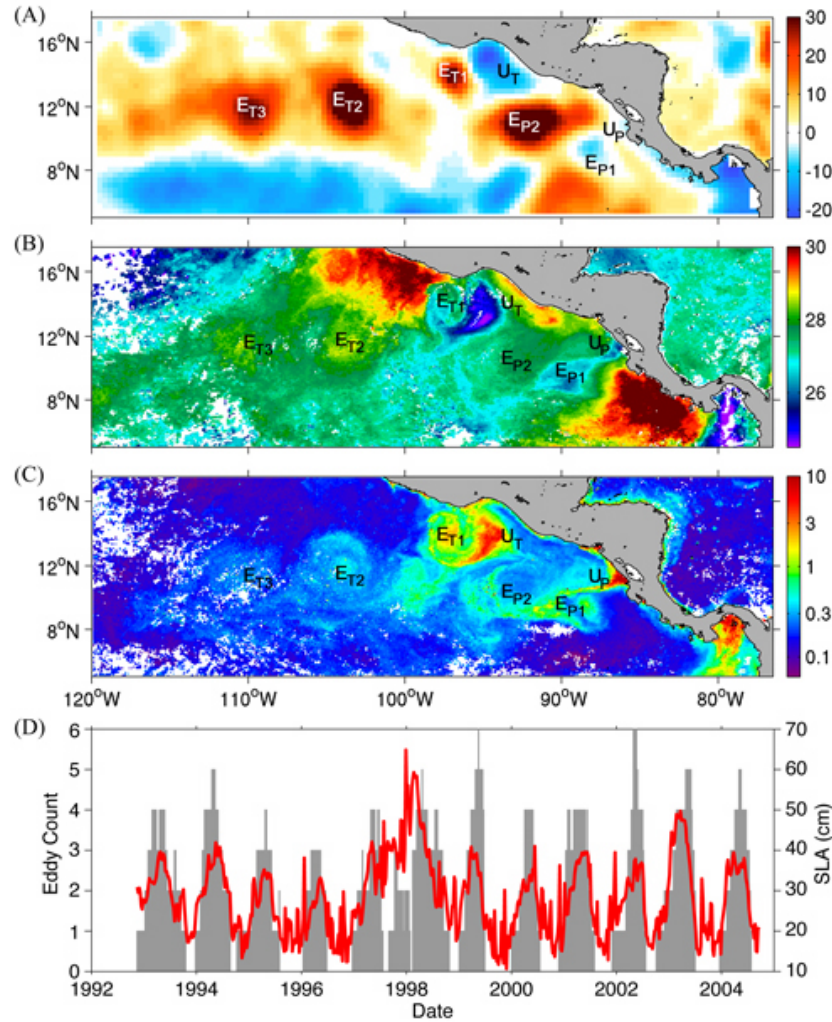 (A)
16°N
12°N
8°N
E_T3
E_T2
E_T1
U_T
E_P2
U_P
E_P1
30
20
10
0
-10
-20
(B)
16°N
12°N
8°N
E_T3
E_T2
E_T1
U_T
E_P2
U_P
E_P1
30
28
26
(C)
16°N
12°N
8°N
E_T3
E_T2
E_T1
U_T
E_P2
U_P
E_P1
10
3
1
0.3
0.1
120°W 110°W 100°W 90°W 80°W
(D)
6
5
4
3
2
1
0
Eddy Count
70
60
50
40
30
20
10
SLA (cm)
1992 1994 1996 1998 2000 2002 2004
Date